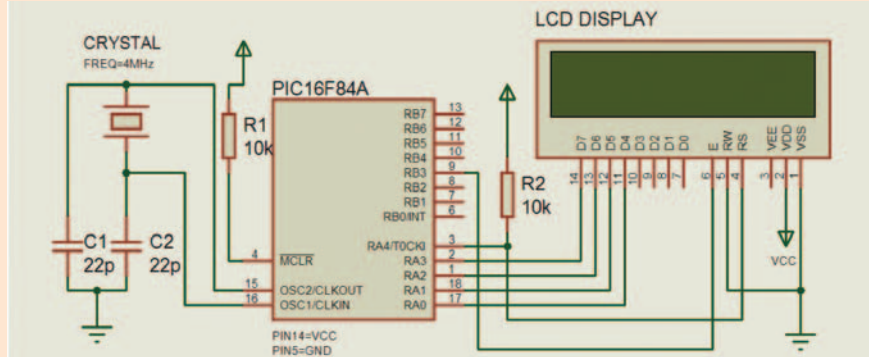 LCD DISPLAY
CRYSTAL
FREQ=4MHz
PIC16F84A
R1
10k
RB7 13
RB6 12
RB5 11
RB4 10
RB3 9
RB2 8
RB1 7
RB0/INT 6
RA4/T0CKI 3
RA3 2
RA2 1
RA1 18
RA0 17
4 MCLR
15 OSC2/CLKOUT
16 OSC1/CLKIN
PIN14=VCC
PIN5=GND
C1
22p
C2
22p
R2
10k
D7 D6 D5 D4 D3 D2 D1 D0 E RW RS VEE VDD VSS
14 13 12 11 10 9 8 7 6 5 4 3 2 1
VCC